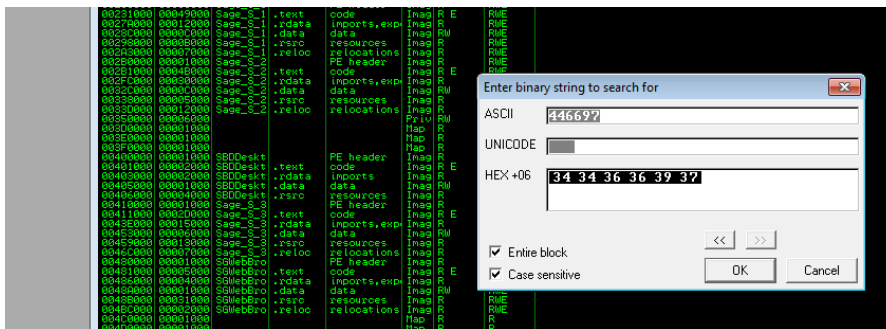 00231000 00049000 Sage_S_1 .text code Imag R E RWE
0027A000 00012000 Sage_S_1 .rdata imports,exp Imag R RWE
0028C000 0000C000 Sage_S_1 .data data Imag RW RWE
00298000 0000B000 Sage_S_1 .rsrc resources Imag R RWE
002A3000 00007000 Sage_S_1 .reloc relocations Imag R RWE
002B0000 00001000 Sage_S_2 PE header Imag R RWE
002B1000 0004B000 Sage_S_2 .text code Imag R E RWE
002FC000 00030000 Sage_S_2 .rdata imports,exp Imag R
0032C000 0000C000 Sage_S_2 .data data Imag RW
00338000 00005000 Sage_S_2 .rsrc resources Imag R
0033D000 00012000 Sage_S_2 .reloc relocations Imag R
00350000 00006000 Priv RW
003D0000 00001000 Map R
003E0000 00001000 Map R
003F0000 00001000 Map R
00400000 00001000 SBDDeskt PE header Imag R
00401000 00002000 SBDDeskt .text code Imag R E
00403000 00002000 SBDDeskt .rdata imports Imag R
00405000 00001000 SBDDeskt .data data Imag RW
00406000 00004000 SBDDeskt .rsrc resources Imag R
00410000 00001000 Sage_S_3 PE header Imag R
00411000 0002D000 Sage_S_3 .text code Imag R E
0043E000 00015000 Sage_S_3 .rdata imports,exp Imag R
00453000 00006000 Sage_S_3 .data data Imag RW
00459000 00013000 Sage_S_3 .rsrc resources Imag R
0046C000 00007000 Sage_S_3 .reloc relocations Imag R
00480000 00001000 SGWebBro PE header Imag R
00481000 00005000 SGWebBro .text code Imag R E
00486000 00004000 SGWebBro .rdata imports,exp Imag R
0048A000 00001000 SGWebBro .data data Imag RW
0048B000 00031000 SGWebBro .rsrc resources Imag R RWE
004BC000 00002000 SGWebBro .reloc relocations Imag R RWE
004C0000 00001000 Map R R
Enter binary string to search for
ASCII 446697
UNICODE
HEX +06 34 34 36 36 39 37
<< >>
Entire block
Case sensitive
OK Cancel